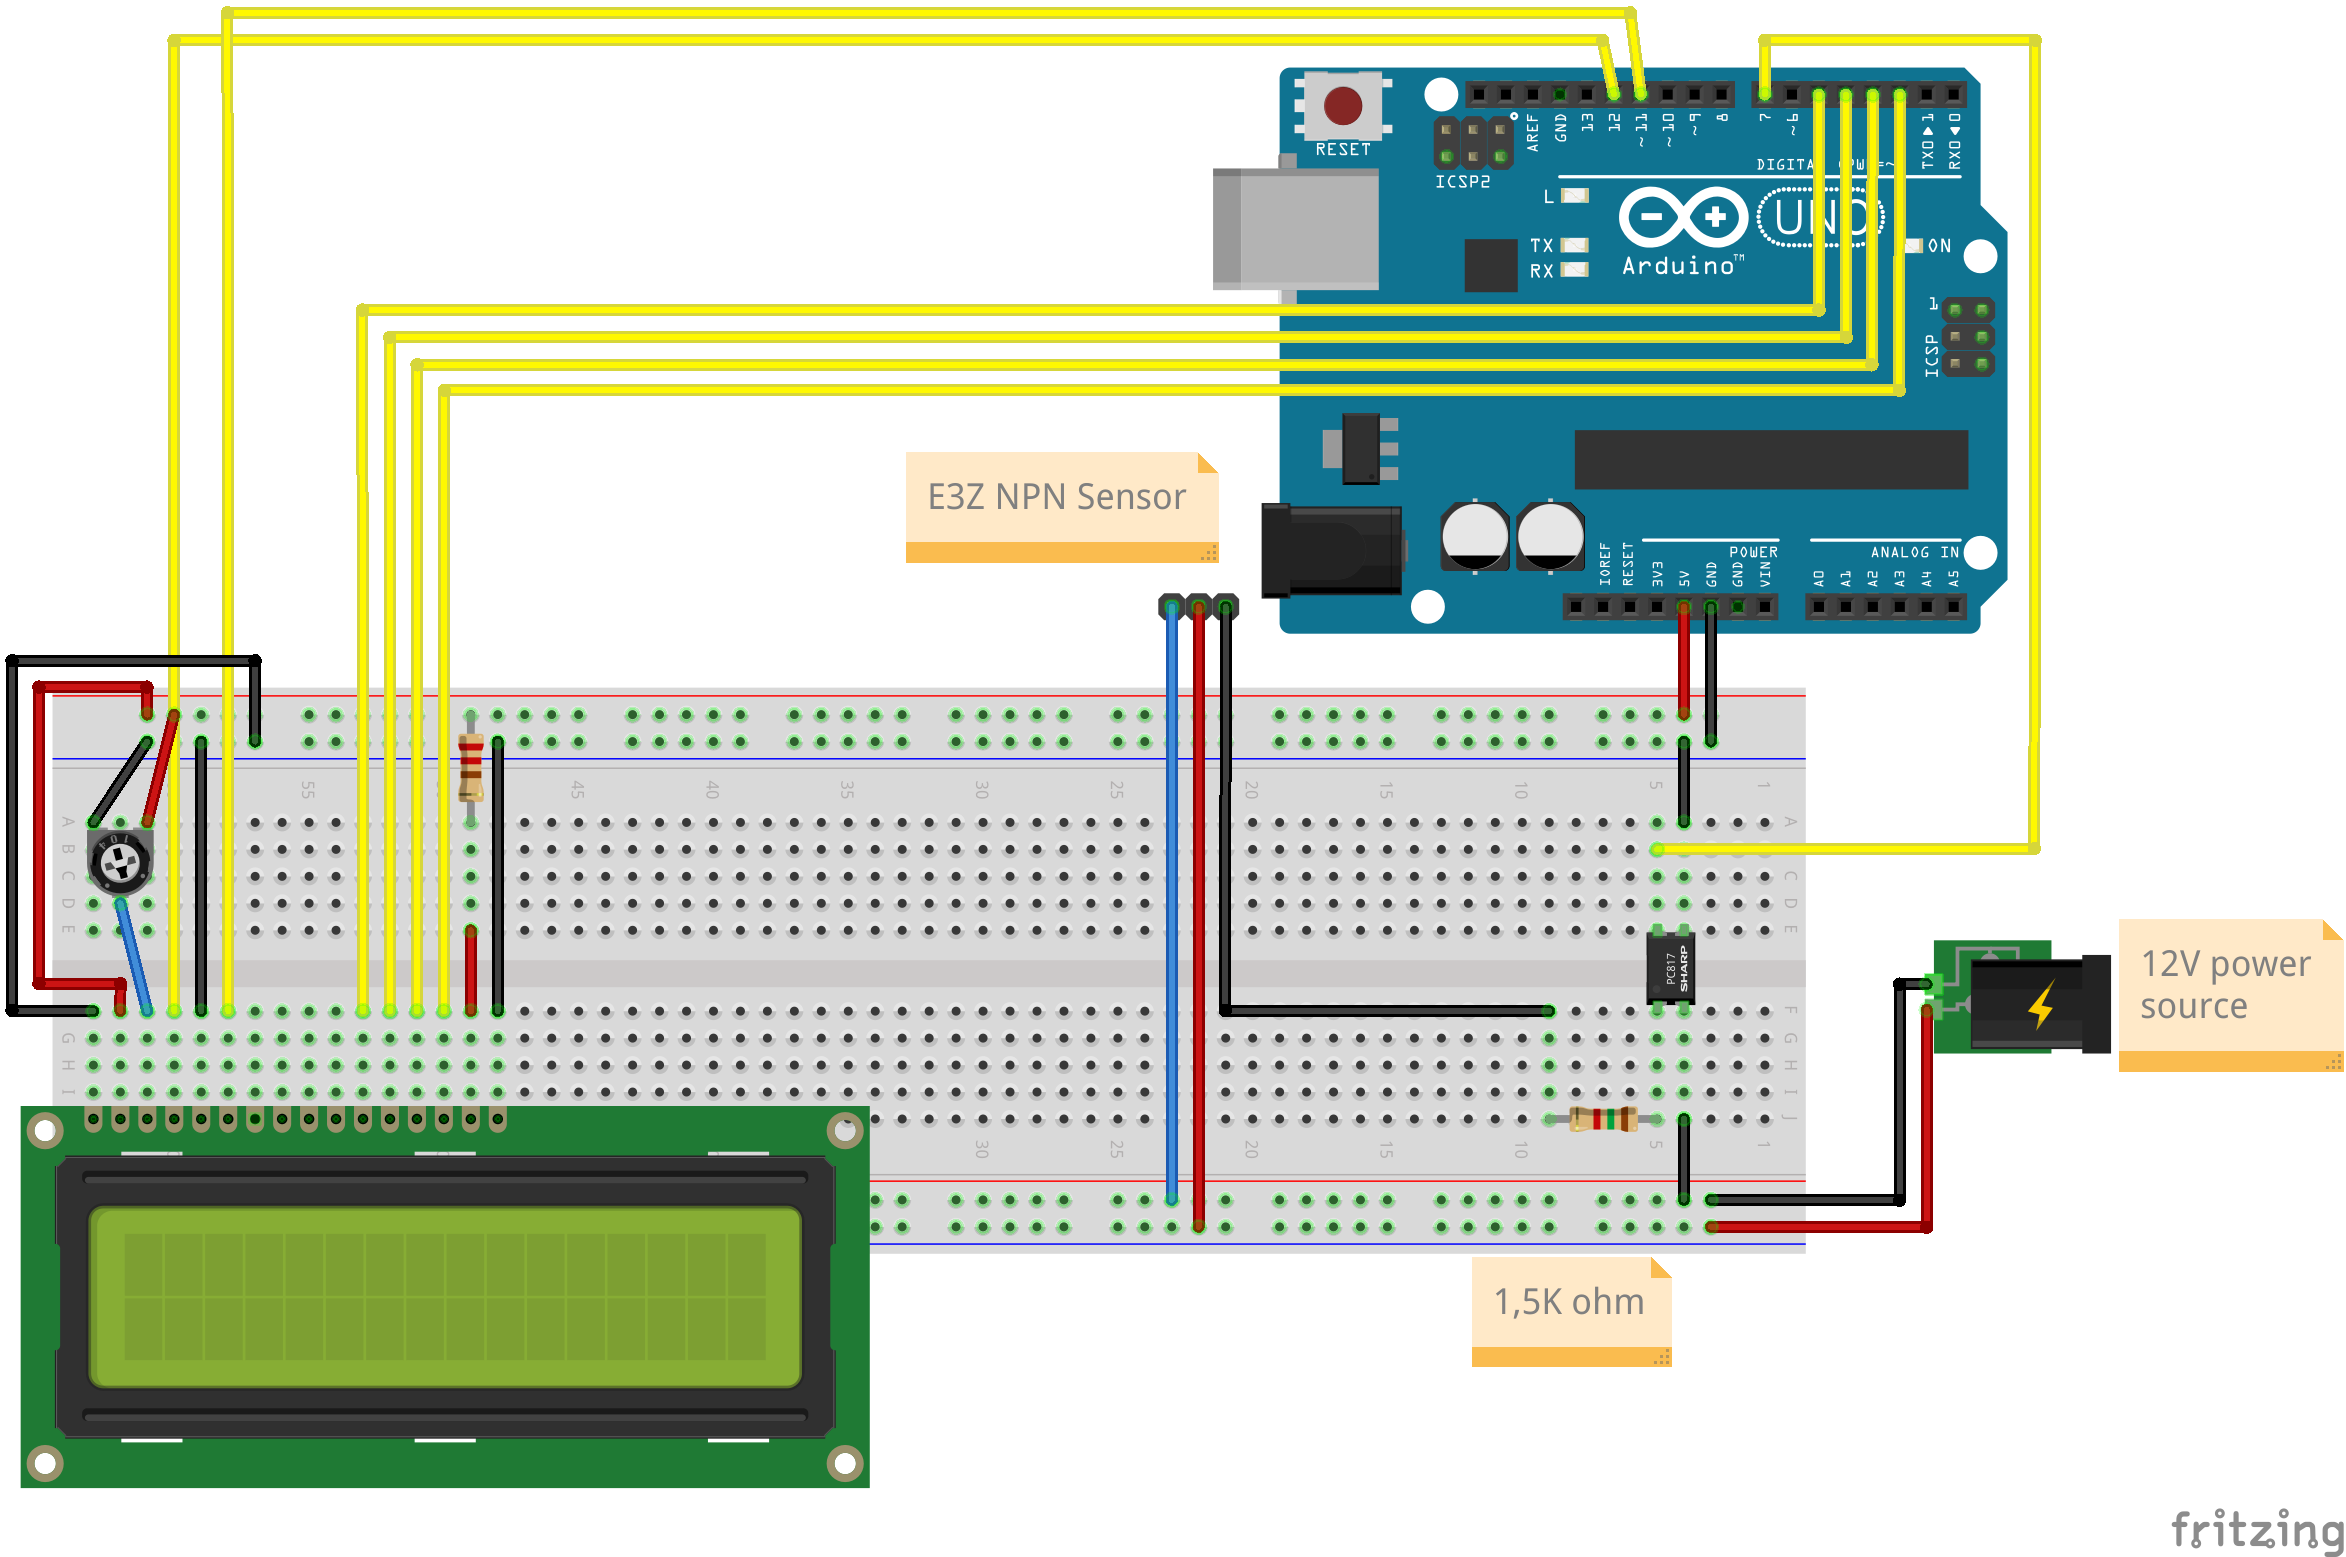 RESET
ICSP2
AREF
GND
13
12
~11
~10
~9
8
7
~6
TX0▶1
RX0◀0
DIGITAL
L
TX
RX
UNO
Arduino™
ON
1
ICSP
E3Z NPN Sensor
IOREF
RESET
3V3
5V
GND
GND
VIN
POWER
ANALOG IN
A0
A1
A2
A3
A4
A5
55
45
40
35
30
25
20
15
10
5
1
A
B
C
D
E
A
C
D
E
104
PC817
SHARP
12V power
source
G
H
I
F
G
H
I
J
30
25
20
15
10
5
1
1,5K ohm
fritzing